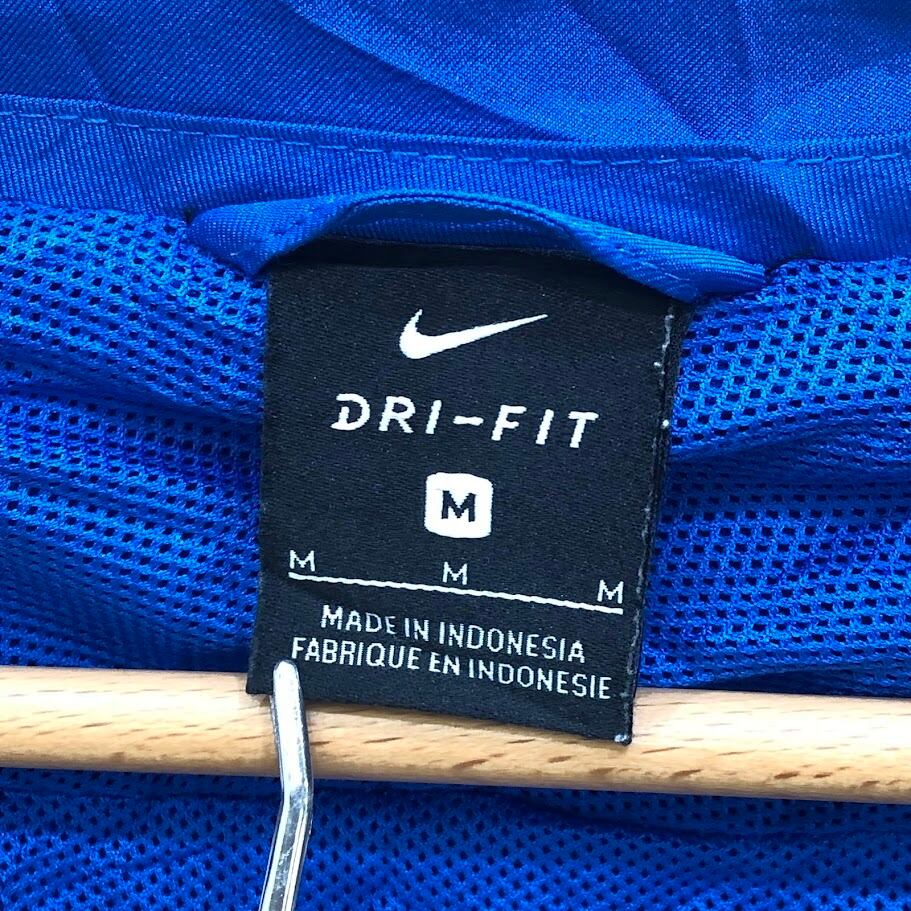 DRI-FIT
M
M M M
MADE IN INDONESIA
FABRIQUE EN INDONESIE